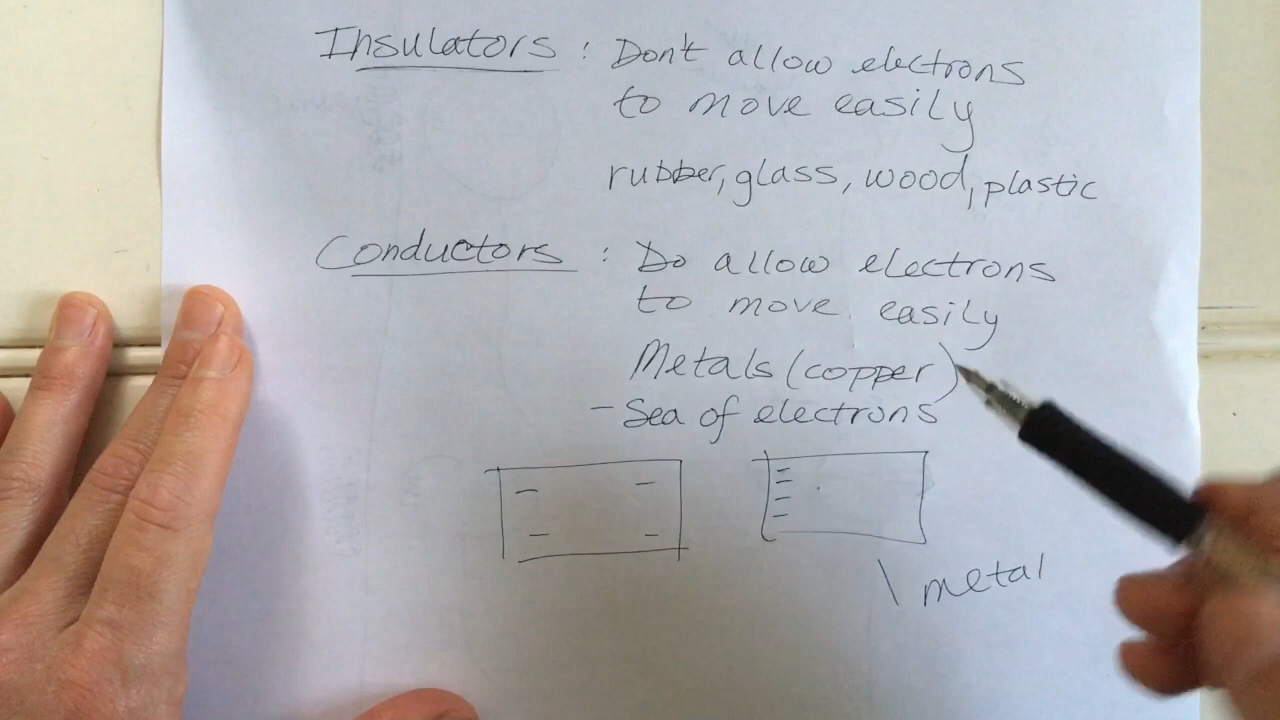 Insulators : Don't allow electrons
to move easily
rubber, glass, wood, plastic
Conductors : Do allow electrons
to move easily
Metals (copper)
- Sea of electrons
metal